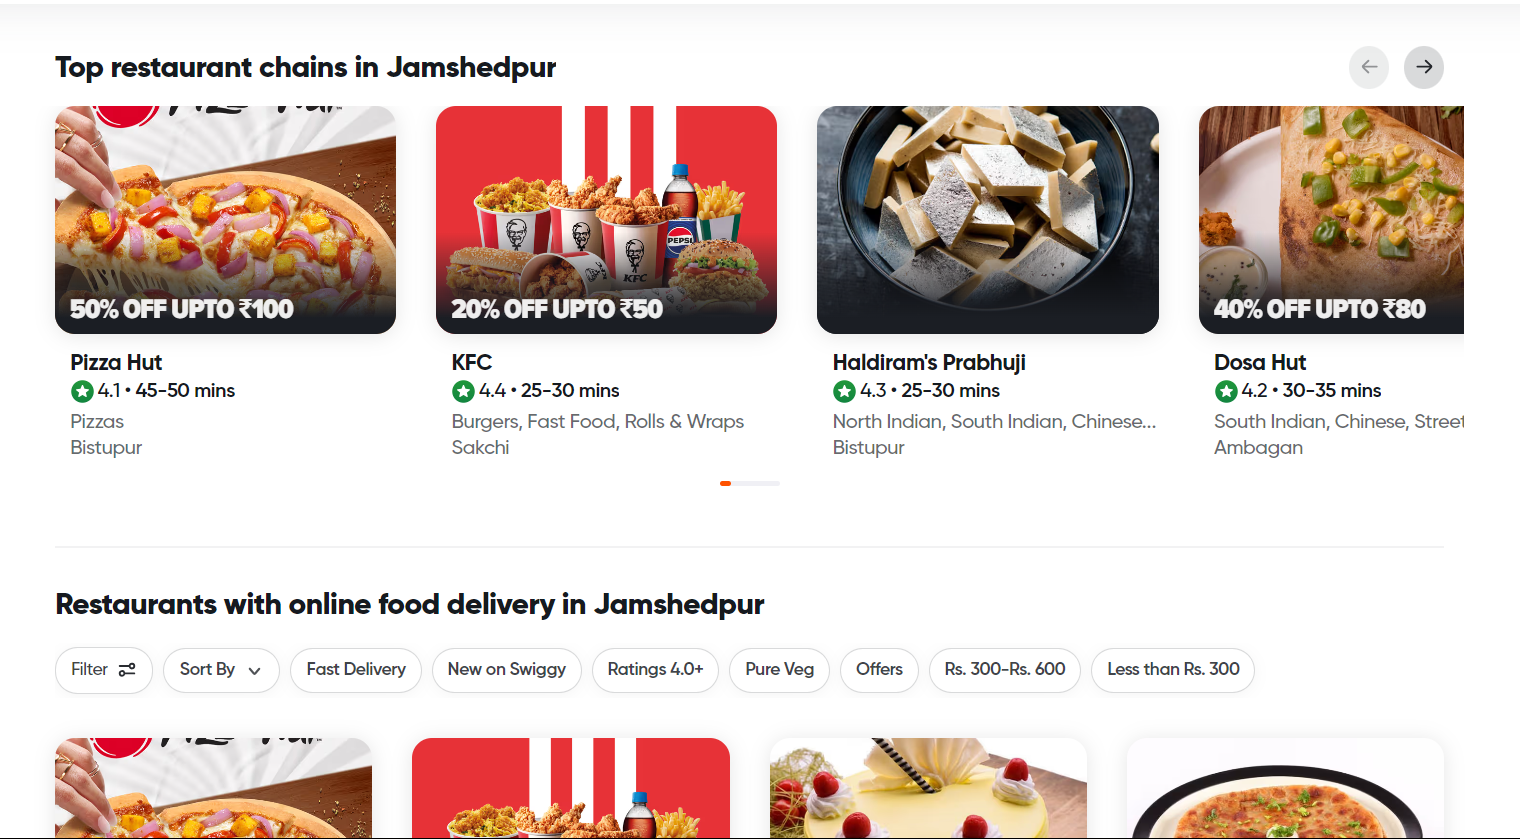 Top restaurant chains in Jamshedpur
50% OFF UPTO ₹100
Pizza Hut
4.1 • 45-50 mins
Pizzas
Bistupur
KFC
PEPSI
20% OFF UPTO ₹50
KFC
4.4 • 25-30 mins
Burgers, Fast Food, Rolls & Wraps
Sakchi
Haldiram's Prabhuji
4.3 • 25-30 mins
North Indian, South Indian, Chinese...
Bistupur
40% OFF UPTO ₹80
Dosa Hut
4.2 • 30-35 mins
South Indian, Chinese, Street
Ambagan
Restaurants with online food delivery in Jamshedpur
Filter
Sort By
Fast Delivery
New on Swiggy
Ratings 4.0+
Pure Veg
Offers
Rs. 300-Rs. 600
Less than Rs. 300